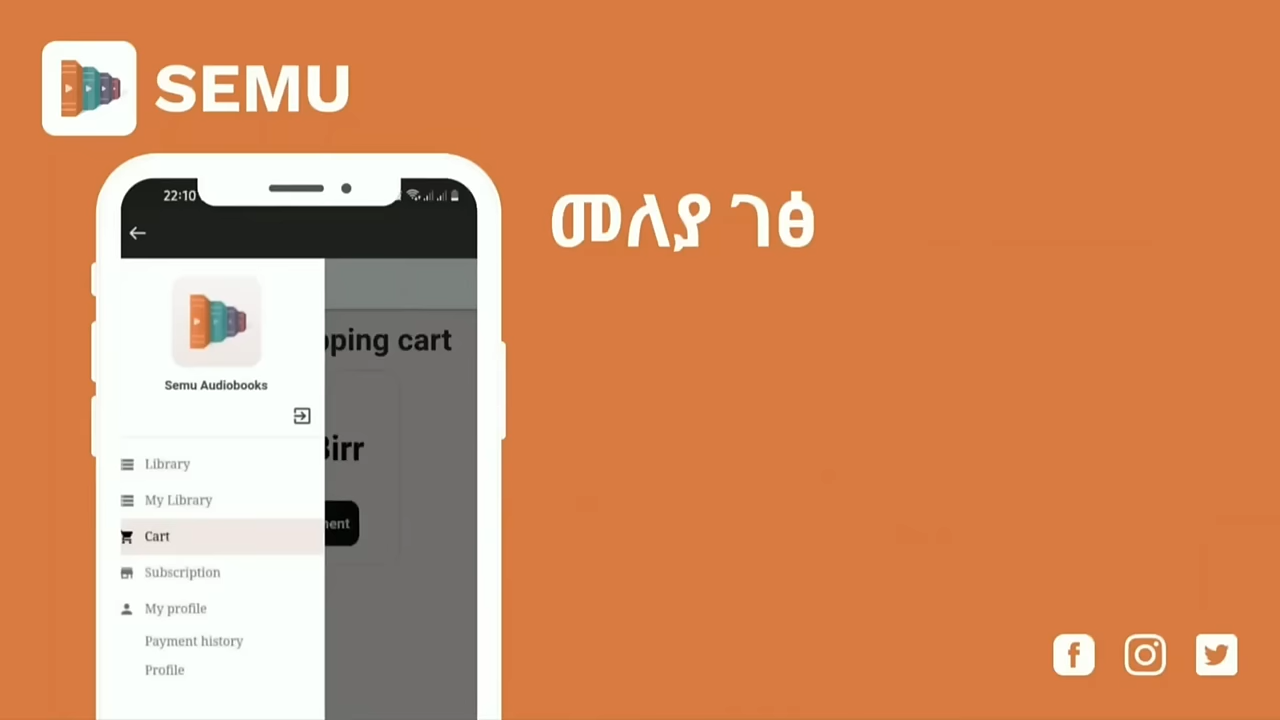 SEMU
መለያ ገፅ
22:10
Semu Audiobooks
Library
My Library
Cart
Subscription
My profile
Payment history
Profile
cart
Birr